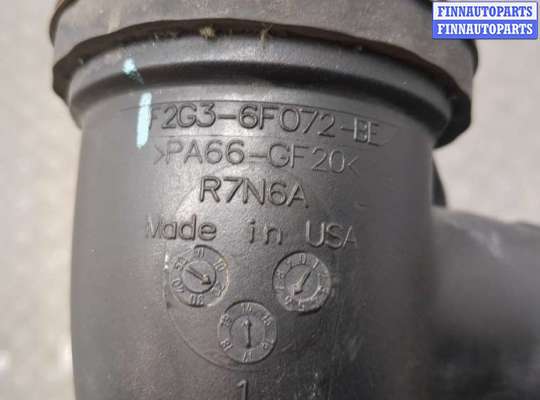 FINNAUTOPARTS
FINNAUTOPARTS
F2G3-6F072-BE
>PA66-GF20<
R7N6A
Made in USA
1